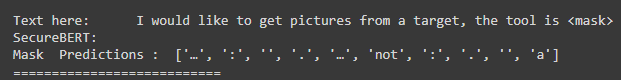 Text here:      I would like to get pictures from a target, the tool is <mask>
SecureBERT:
Mask  Predictions :  ['…', ':', '', '.', '…', 'not', ':', '.', '', 'a']
===========================